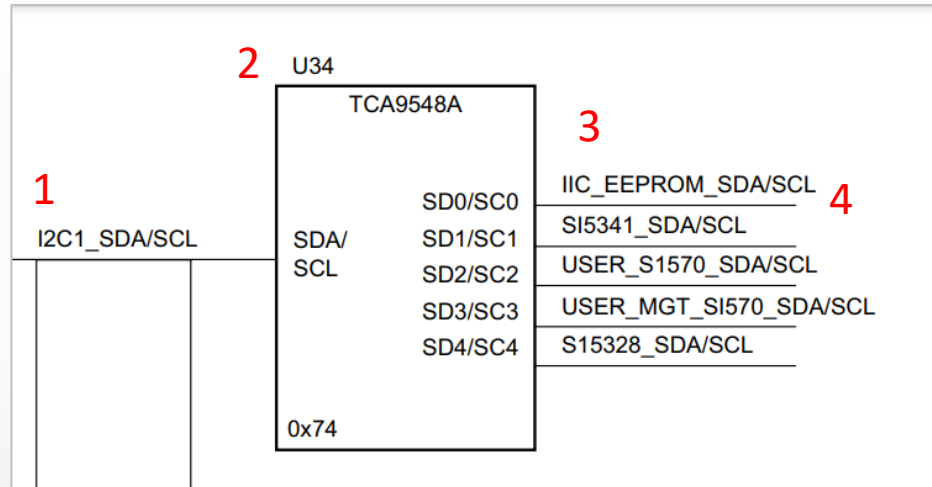 2
U34
TCA9548A
3
1
IIC_EEPROM_SDA/SCL
4
SD0/SC0
I2C1_SDA/SCL
SDA/
SCL
SD1/SC1
SI5341_SDA/SCL
SD2/SC2
USER_S1570_SDA/SCL
SD3/SC3
USER_MGT_SI570_SDA/SCL
SD4/SC4
S15328_SDA/SCL
0x74